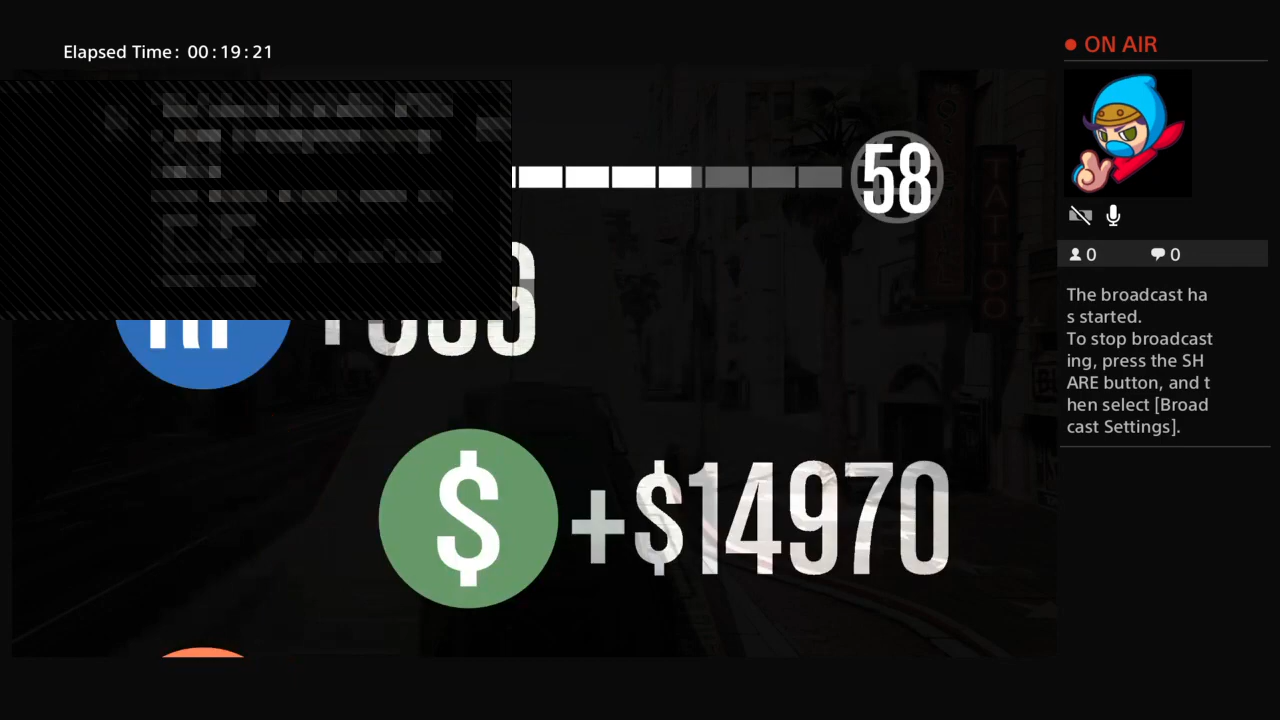 Elapsed Time: 00:19:21
ON AIR
58
0
0
$
+$14970
TATTOO
The broadcast ha
s started.
To stop broadcast
ing, press the SH
ARE button, and t
hen select [Broad
cast Settings].